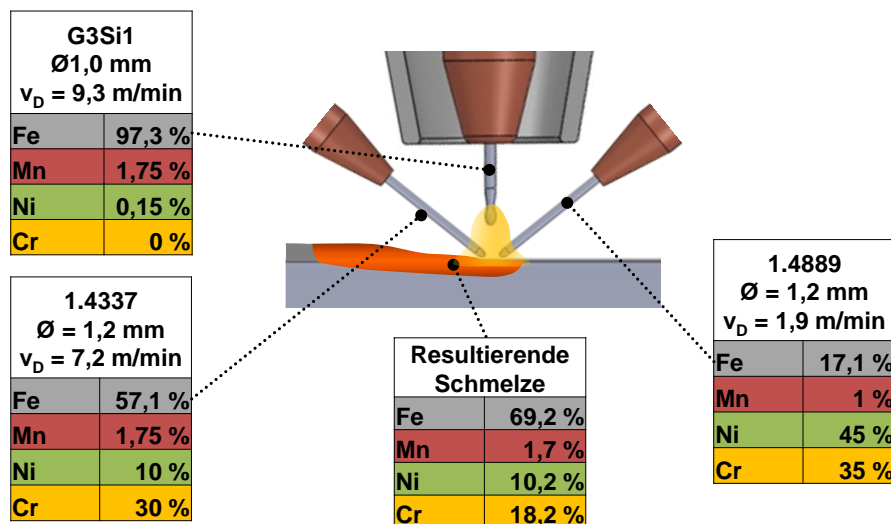 G3Si1
Ø1,0 mm
v_D = 9,3 m/min
Fe 97,3 %
Mn 1,75 %
Ni 0,15 %
Cr 0 %
1.4337
Ø = 1,2 mm
v_D = 7,2 m/min
Fe 57,1 %
Mn 1,75 %
Ni 10 %
Cr 30 %
Resultierende
Schmelze
Fe 69,2 %
Mn 1,7 %
Ni 10,2 %
Cr 18,2 %
1.4889
Ø = 1,2 mm
v_D = 1,9 m/min
Fe 17,1 %
Mn 1 %
Ni 45 %
Cr 35 %